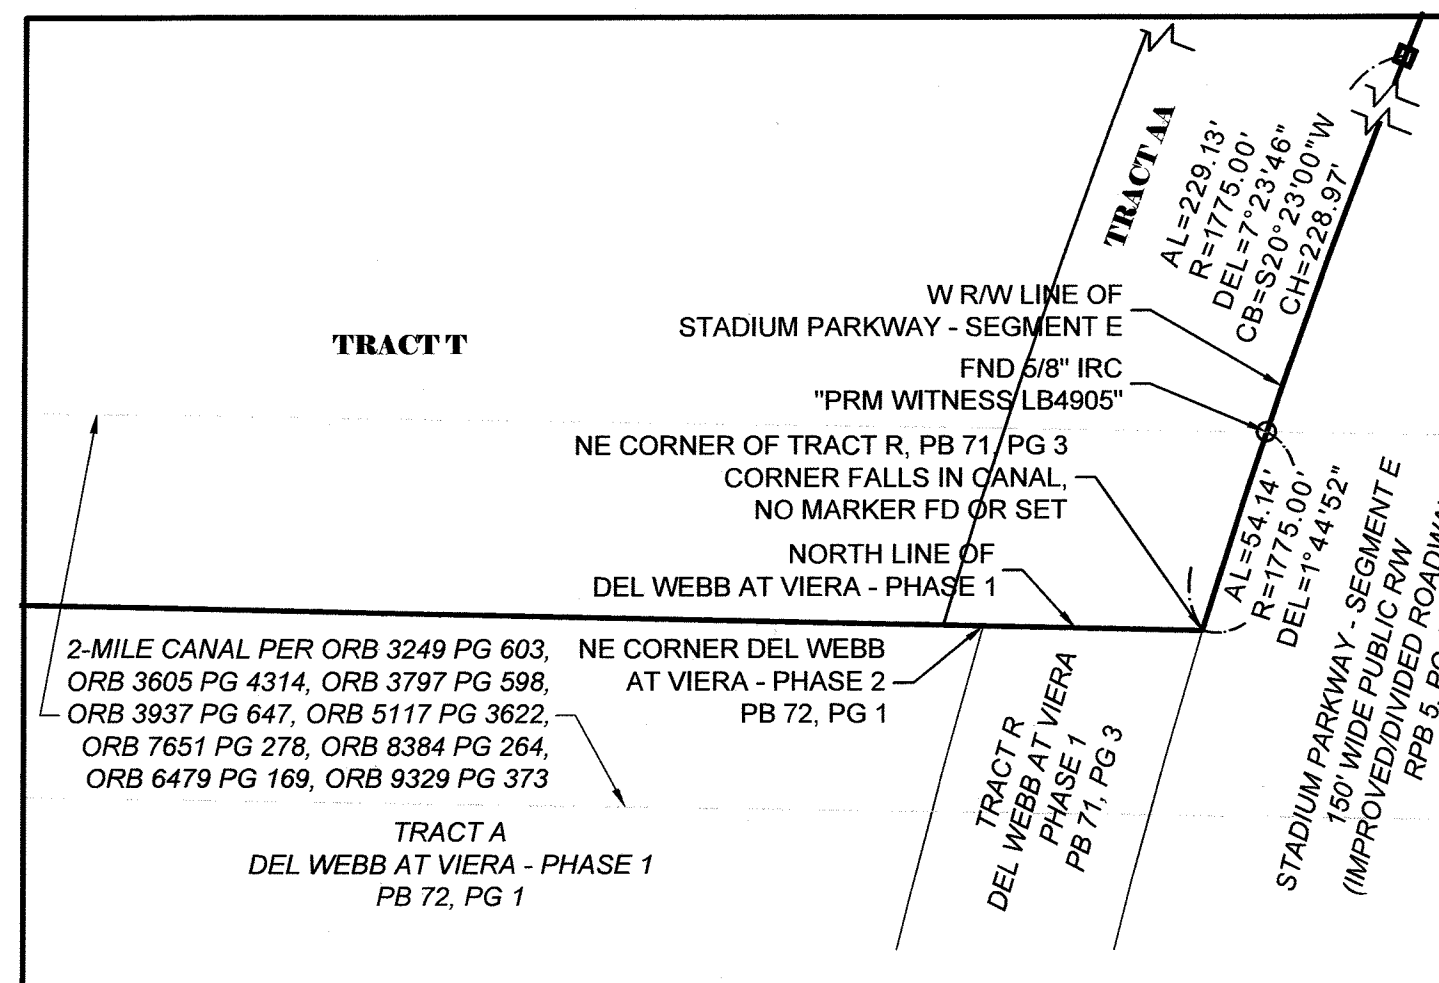 TRACT AA
AL=229.13'
R=1775.00'
DEL=7°23'46"
CB=S20°23'00"W
CH=228.97'
W R/W LINE OF
STADIUM PARKWAY - SEGMENT E
TRACT T
FND 5/8" IRC
"PRM WITNESS LB4905"
NE CORNER OF TRACT R, PB 71, PG 3
CORNER FALLS IN CANAL,
NO MARKER FD OR SET
NORTH LINE OF
DEL WEBB AT VIERA - PHASE 1
AL=54.14'
R=1775.00'
DEL=1°44'52"
STADIUM PARKWAY - SEGMENT E
150' WIDE PUBLIC R/W
(IMPROVED/DIVIDED ROADWAY
RPB 5, PG
2-MILE CANAL PER ORB 3249 PG 603,
ORB 3605 PG 4314, ORB 3797 PG 598,
ORB 3937 PG 647, ORB 5117 PG 3622,
ORB 7651 PG 278, ORB 8384 PG 264,
ORB 6479 PG 169, ORB 9329 PG 373
NE CORNER DEL WEBB
AT VIERA - PHASE 2
PB 72, PG 1
TRACT R
DEL WEBB AT VIERA
PHASE 1
PB 71, PG 3
TRACT A
DEL WEBB AT VIERA - PHASE 1
PB 72, PG 1